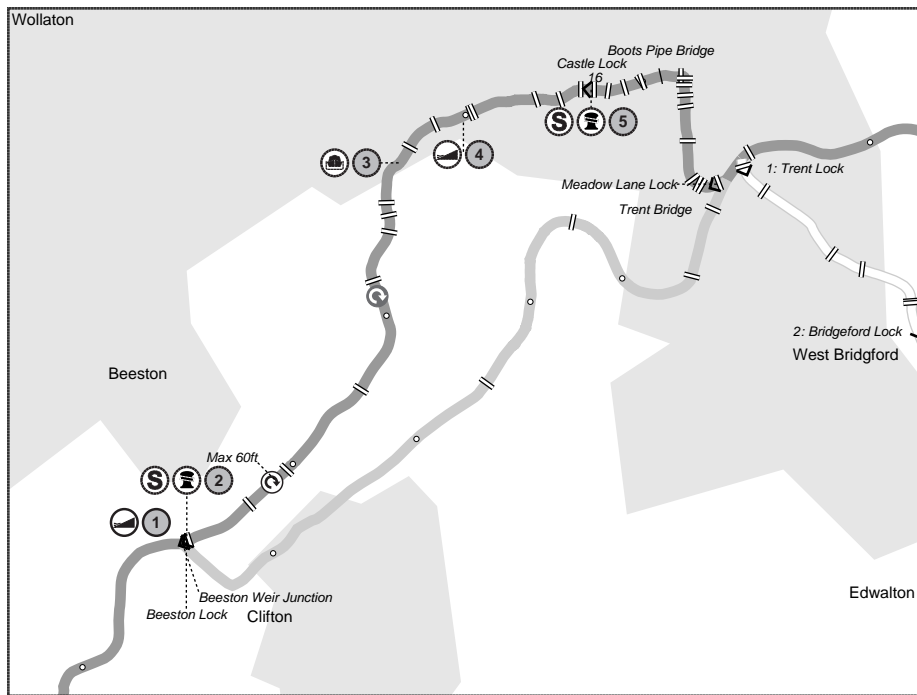 Wollaton
Boots Pipe Bridge
Castle Lock
16
S
5
3
4
Meadow Lane Lock
1: Trent Lock
Trent Bridge
2: Bridgeford Lock
West Bridgford
Beeston
Max 60ft
S
2
1
Beeston Weir Junction
Beeston Lock
Clifton
Edwalton